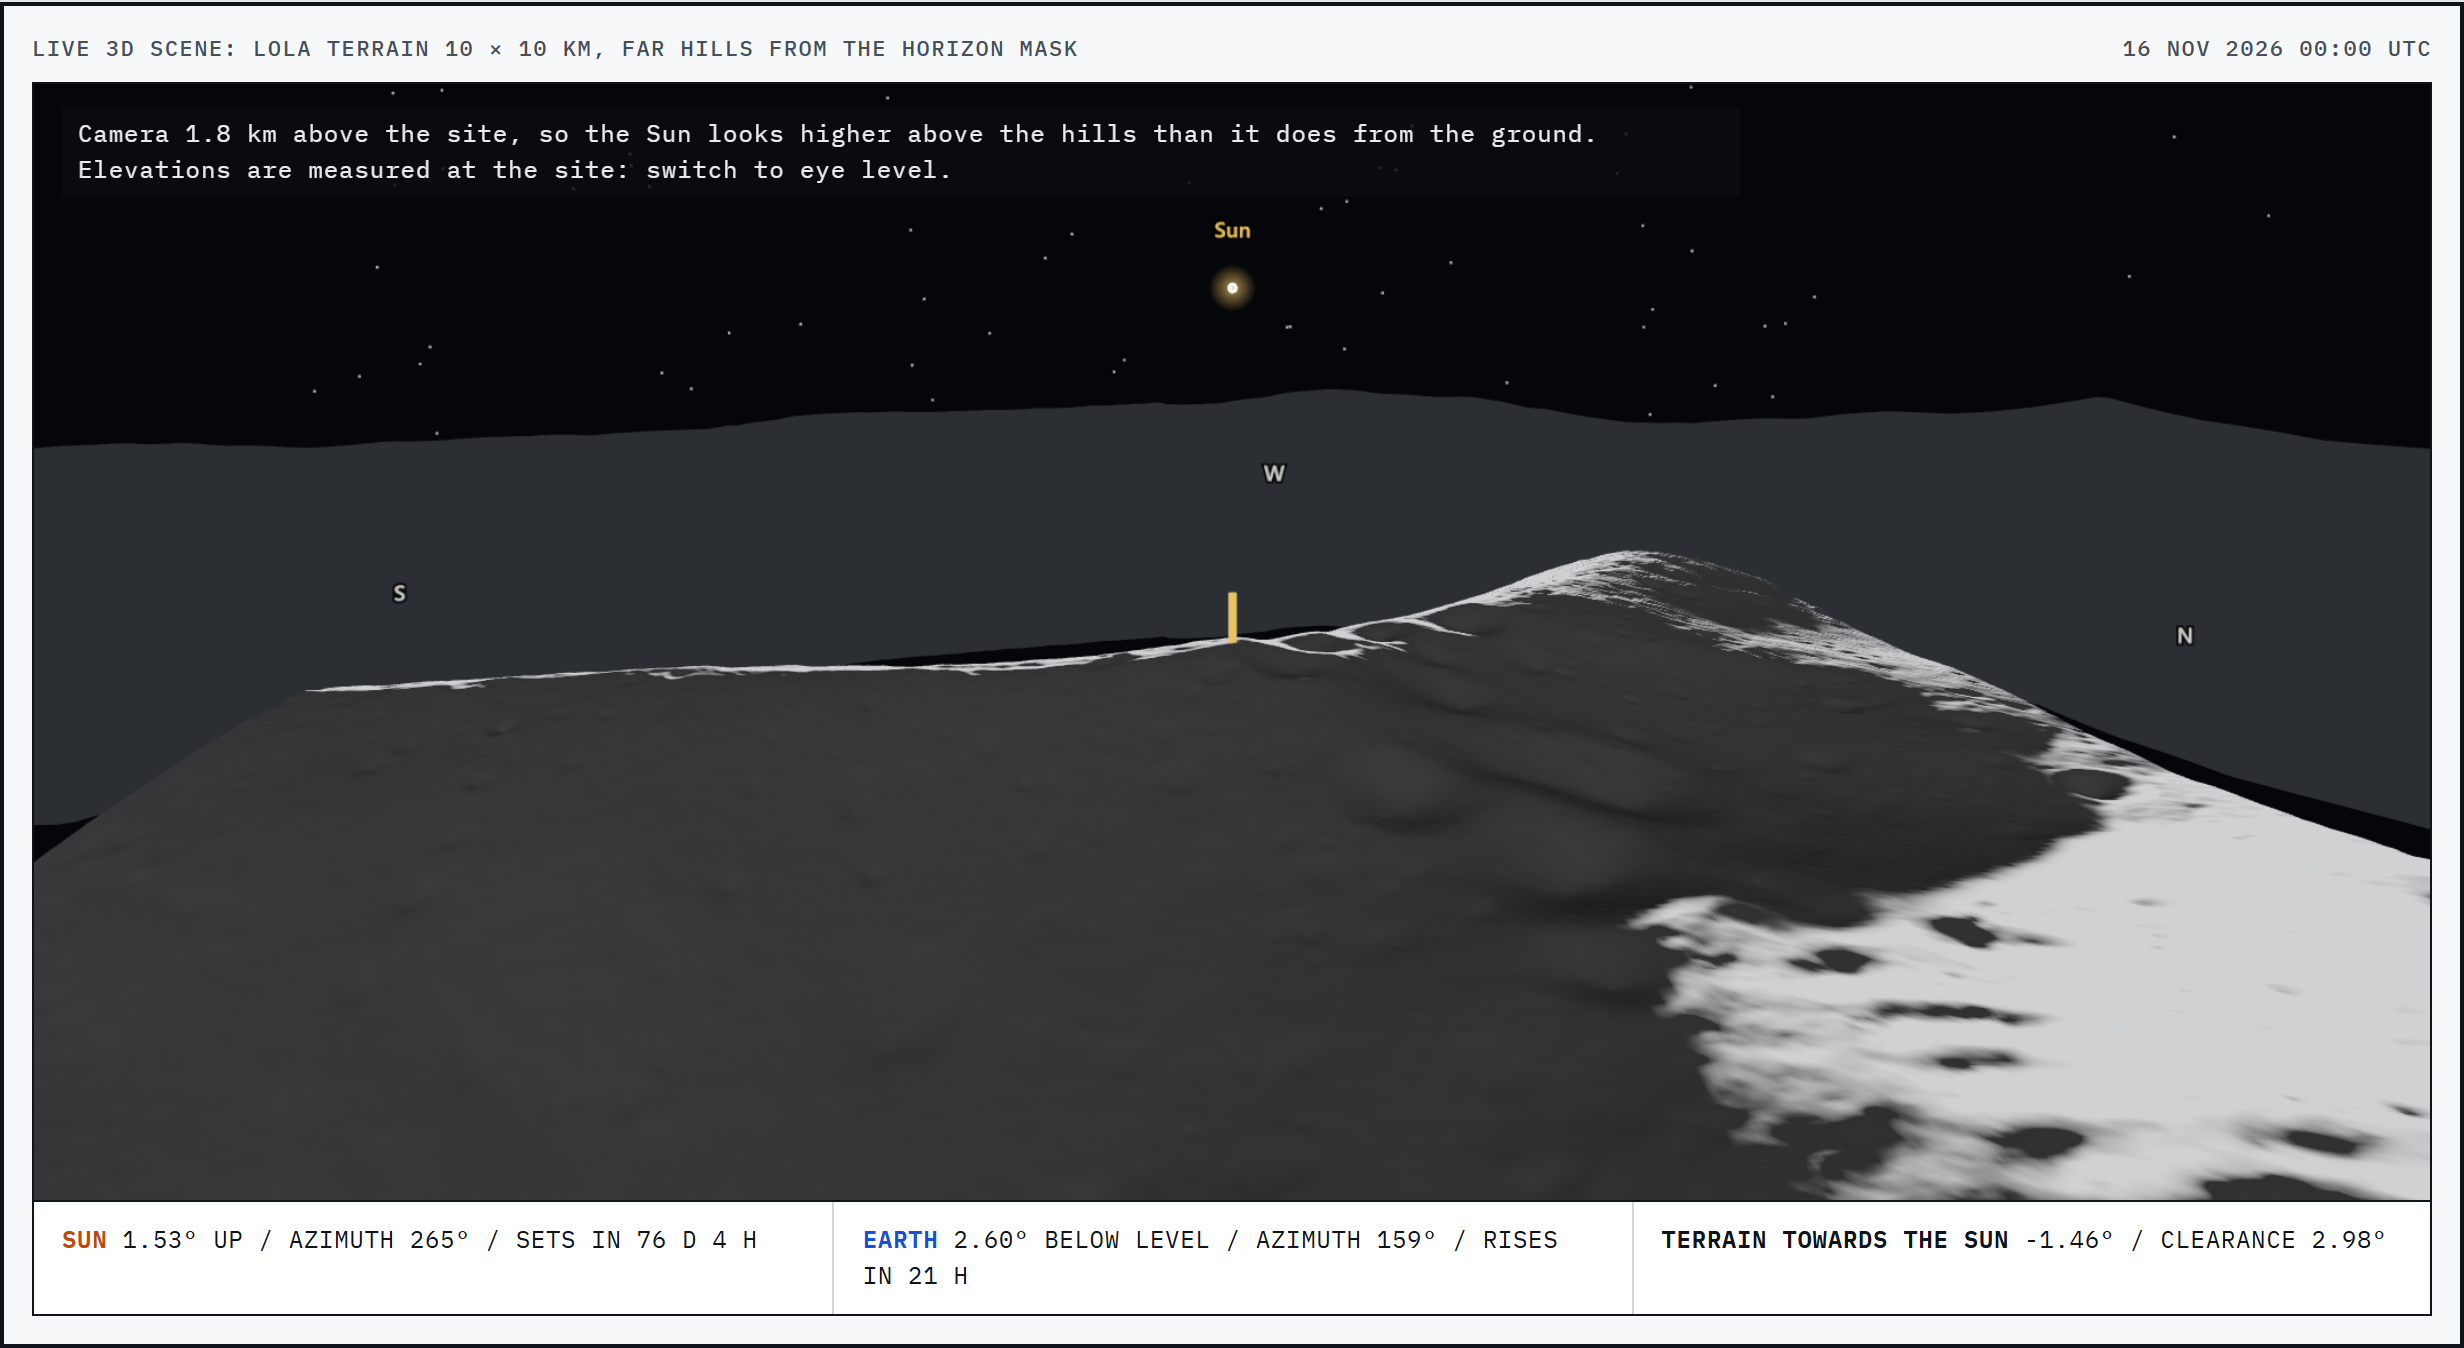 LIVE 3D SCENE: LOLA TERRAIN 10 × 10 KM, FAR HILLS FROM THE HORIZON MASK
16 NOV 2026 00:00 UTC
Camera 1.8 km above the site, so the Sun looks higher above the hills than it does from the ground.
Elevations are measured at the site: switch to eye level.
Sun
W
S
N
SUN 1.53° UP / AZIMUTH 265° / SETS IN 76 D 4 H
EARTH 2.60° BELOW LEVEL / AZIMUTH 159° / RISES
IN 21 H
TERRAIN TOWARDS THE SUN -1.46° / CLEARANCE 2.98°